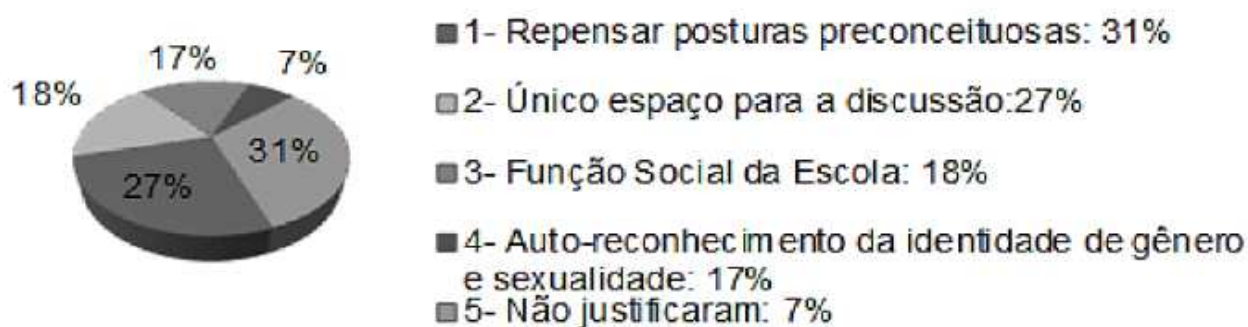 17%
7%
18%
31%
27%
1- Repensar posturas preconceituosas: 31%
2- Único espaço para a discussão:27%
3- Função Social da Escola: 18%
4- Auto-reconhecimento da identidade de gênero
e sexualidade: 17%
5- Não justificaram: 7%